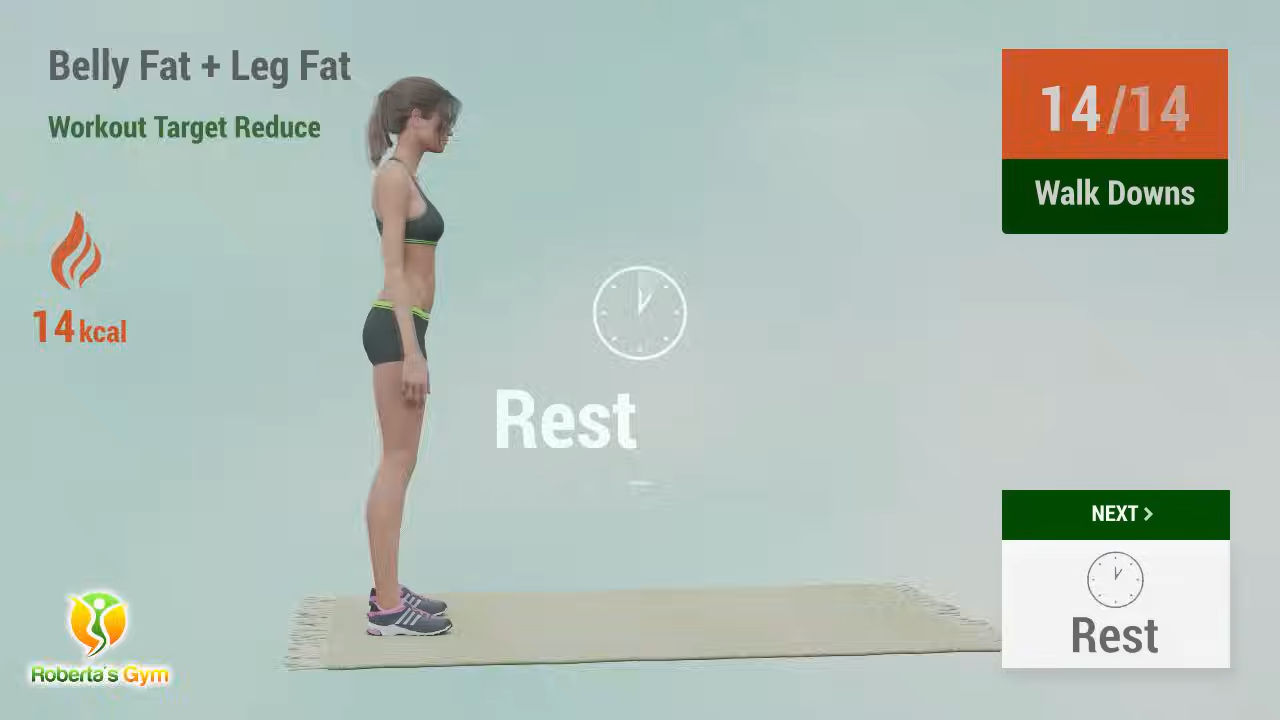 Belly Fat + Leg Fat
Workout Target Reduce
14/14
Walk Downs
14 kcal
Rest
NEXT >
Rest
Roberta's Gym